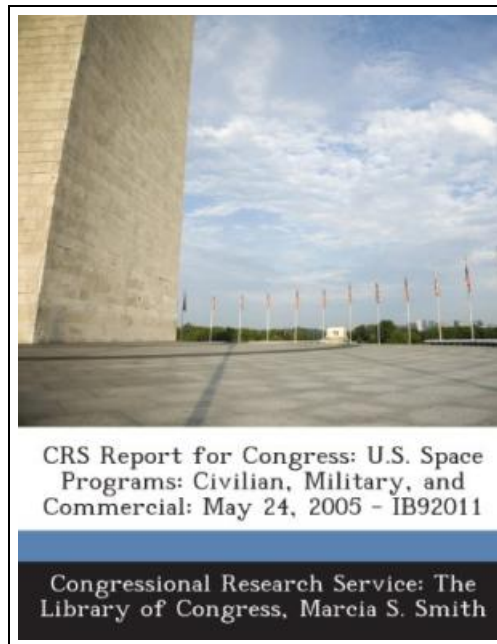 CRS Report for Congress: U.S. Space
Programs: Civilian, Military, and
Commercial: May 24, 2005 - IB92011
Congressional Research Service: The
Library of Congress, Marcia S. Smith